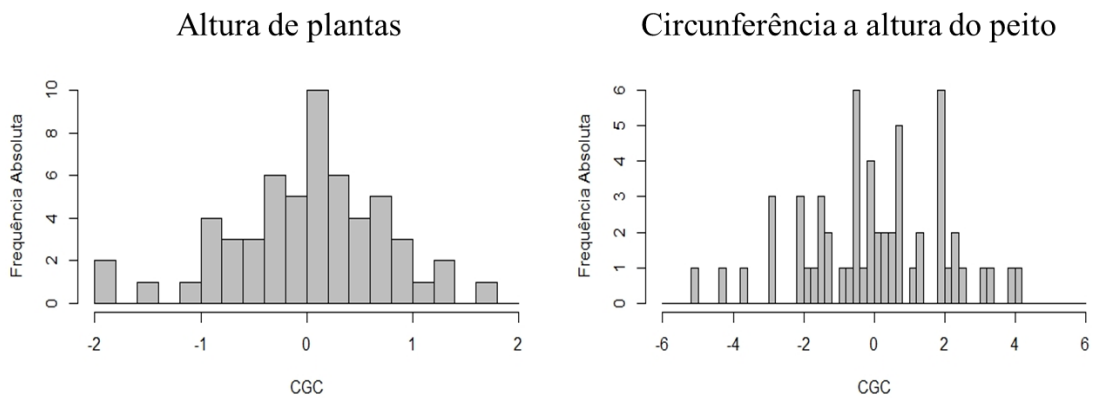 Altura de plantas
Frequência Absoluta
10
8
6
4
2
0
-2 -1 0 1 2
CGC
Circunferência a altura do peito
Frequência Absoluta
6
5
4
3
2
1
0
-6 -4 -2 0 2 4 6
CGC